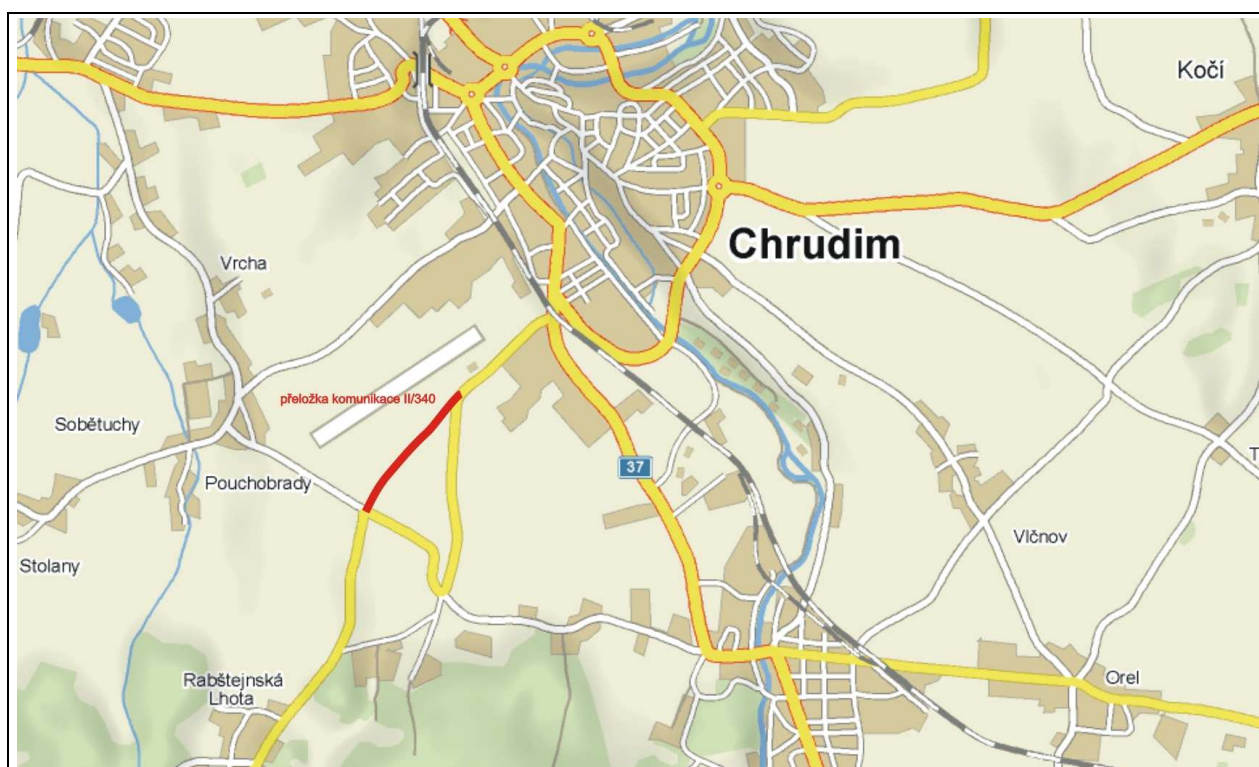 Kočí
Chrudim
Vrcha
přeložka komunikace II/340
Sobětuchy
37
Pouchobrady
T
Vlčnov
Stolany
Rabštejnská
Lhota
Orel